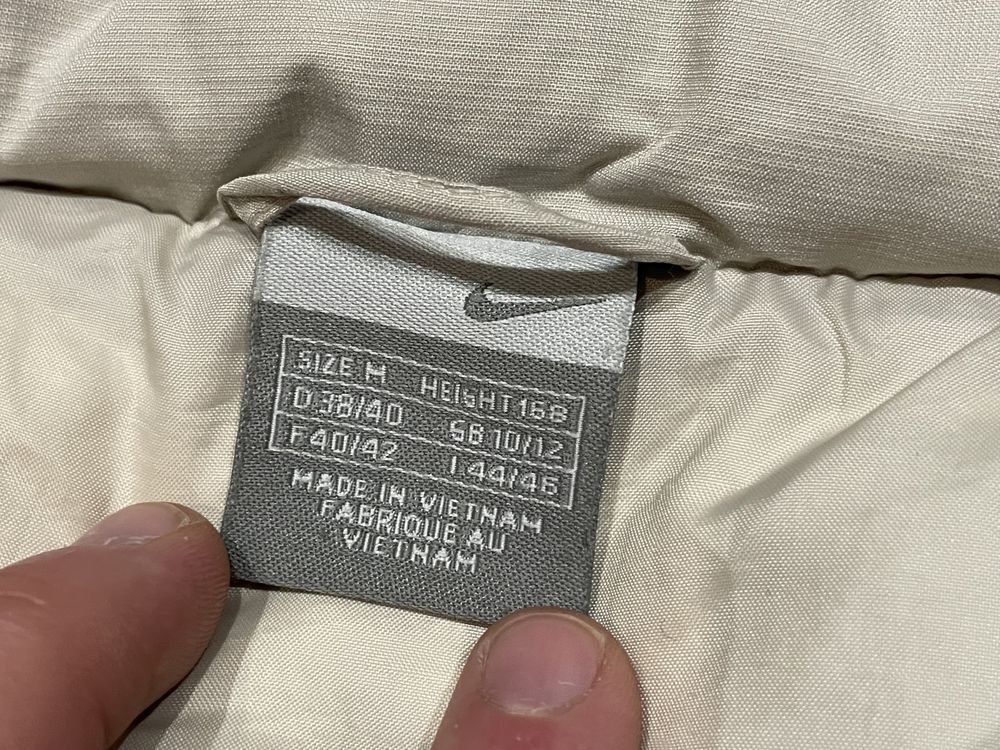 SIZE M HEIGHT 168
D 38/40 GB 10/12
F 40/42 I 44/46
MADE IN VIETNAM
FABRIQUE AU
VIETNAM